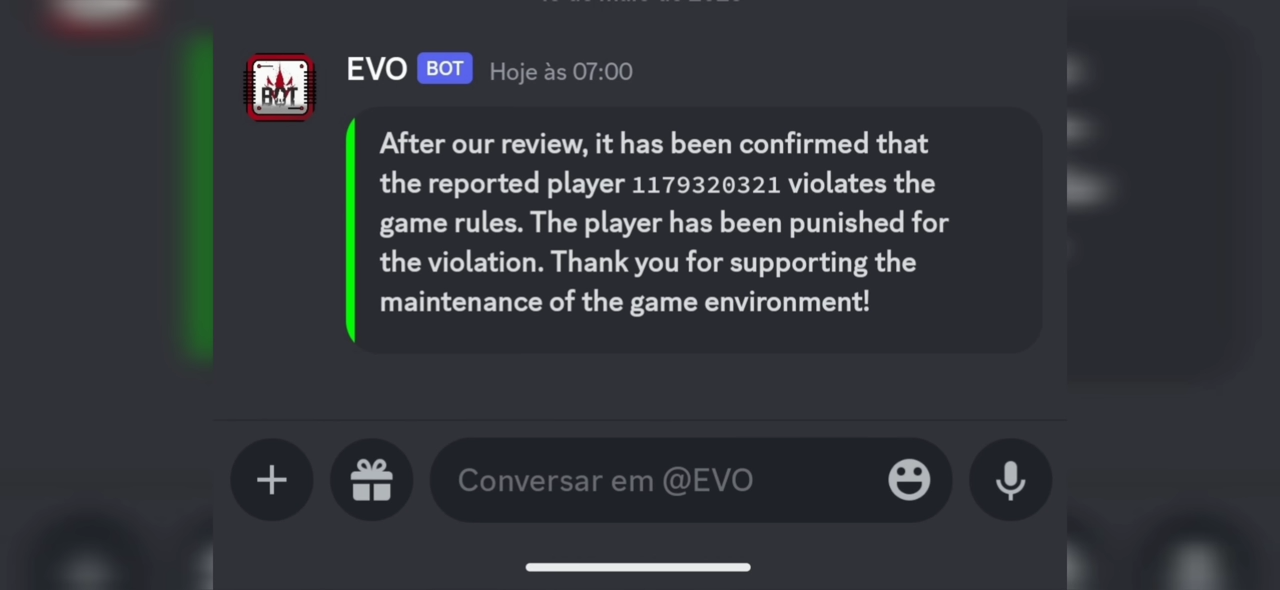 EVO BOT Hoje às 07:00
After our review, it has been confirmed that
the reported player 1179320321 violates the
game rules. The player has been punished for
the violation. Thank you for supporting the
maintenance of the game environment!
Conversar em @EVO